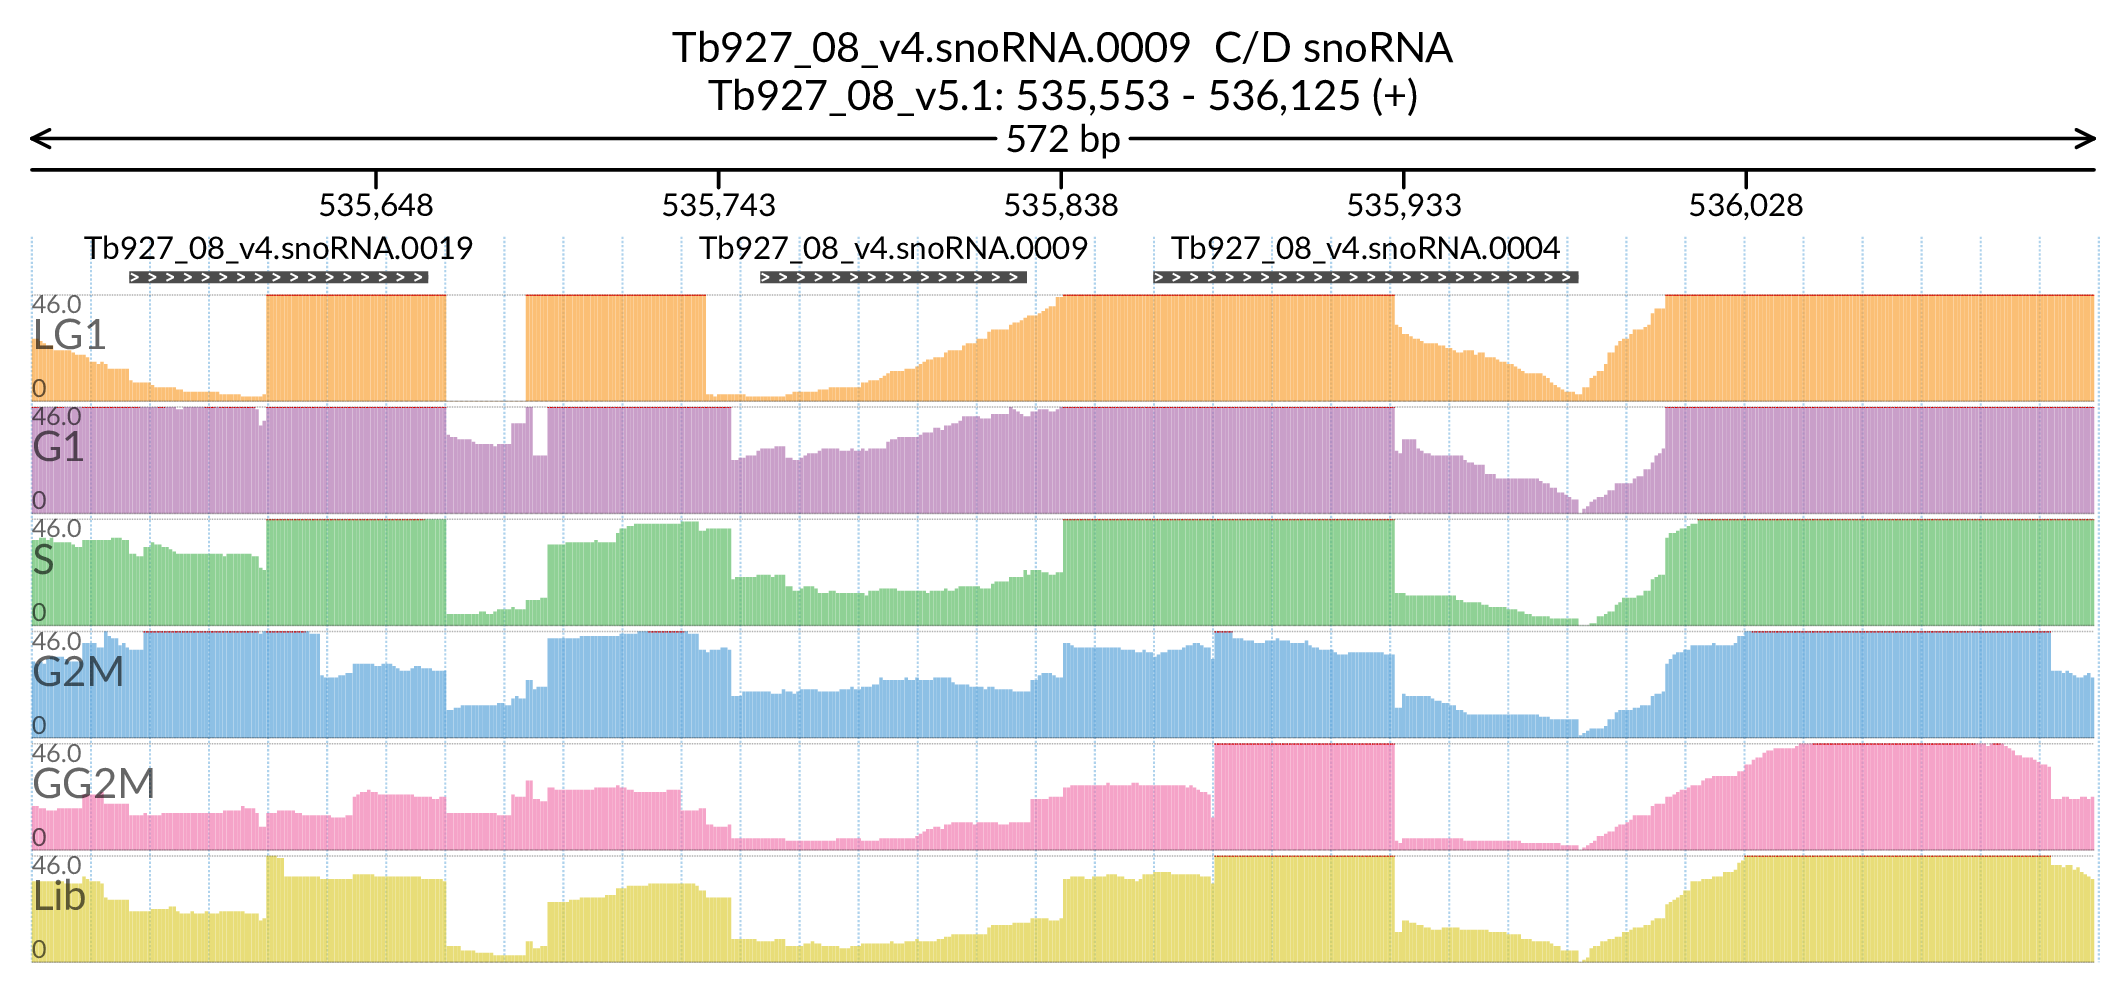 Tb927_08_v4.snoRNA.0009  C/D snoRNA
Tb927_08_v5.1: 535,553 - 536,125 (+)
572 bp
535,648 535,743 535,838 535,933 536,028
Tb927_08_v4.snoRNA.0019 Tb927_08_v4.snoRNA.0009 Tb927_08_v4.snoRNA.0004
46.0
LG1
0
46.0
G1
0
46.0
S
0
46.0
G2M
0
46.0
GG2M
0
46.0
Lib
0